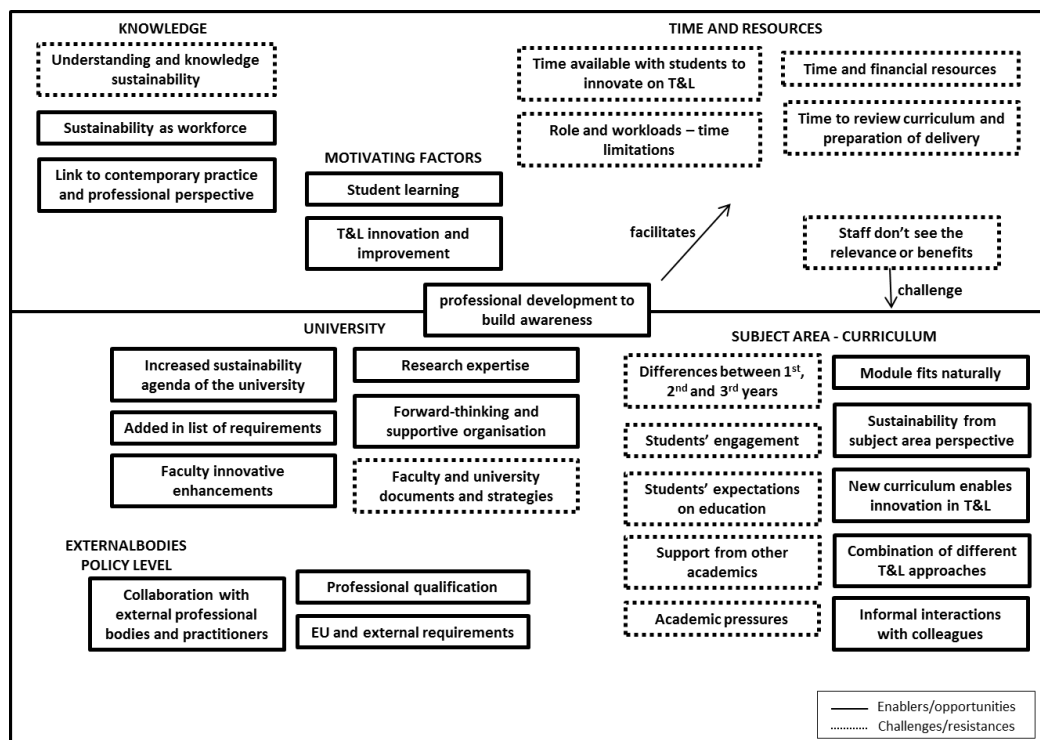 KNOWLEDGE
Understanding and knowledge
sustainability
Sustainability as workforce
Link to contemporary practice
and professional perspective
MOTIVATING FACTORS
Student learning
T&L innovation and
improvement
TIME AND RESOURCES
Time available with students to
innovate on T&L
Time and financial resources
Role and workloads – time
limitations
Time to review curriculum and
preparation of delivery
facilitates
Staff don't see the
relevance or benefits
challenge
professional development to
build awareness
UNIVERSITY
Increased sustainability
agenda of the university
Research expertise
Added in list of requirements
Forward-thinking and
supportive organisation
Faculty innovative
enhancements
Faculty and university
documents and strategies
EXTERNALBODIES
POLICY LEVEL
Collaboration with
external professional
bodies and practitioners
Professional qualification
EU and external requirements
SUBJECT AREA - CURRICULUM
Differences between 1st,
2nd and 3rd years
Module fits naturally
Students' engagement
Sustainability from
subject area perspective
Students' expectations
on education
New curriculum enables
innovation in T&L
Support from other
academics
Combination of different
T&L approaches
Academic pressures
Informal interactions
with colleagues
Enablers/opportunities
Challenges/resistances